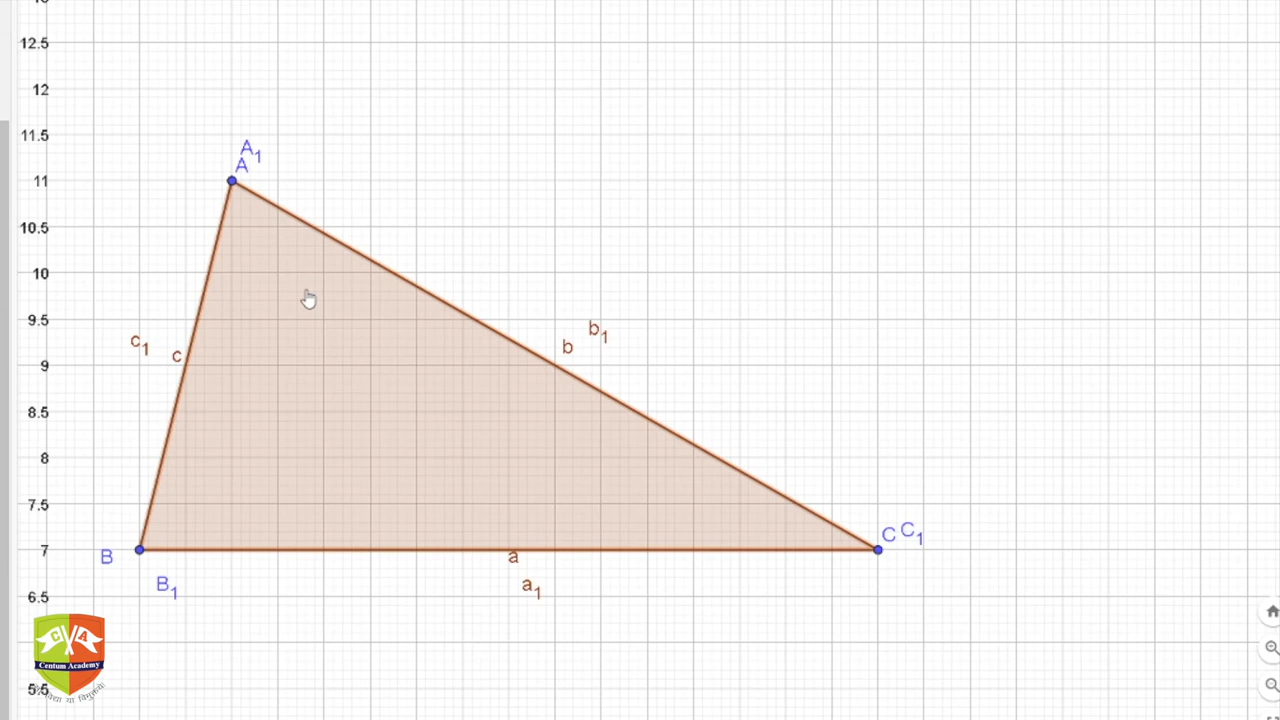 12.5
12
11.5
11
10.5
10
9.5
9
8.5
8
7.5
7
6.5
5.5
A₁
A
c₁
c
b₁
b
B
B₁
a
a₁
C
C₁
C A
Centum Academy